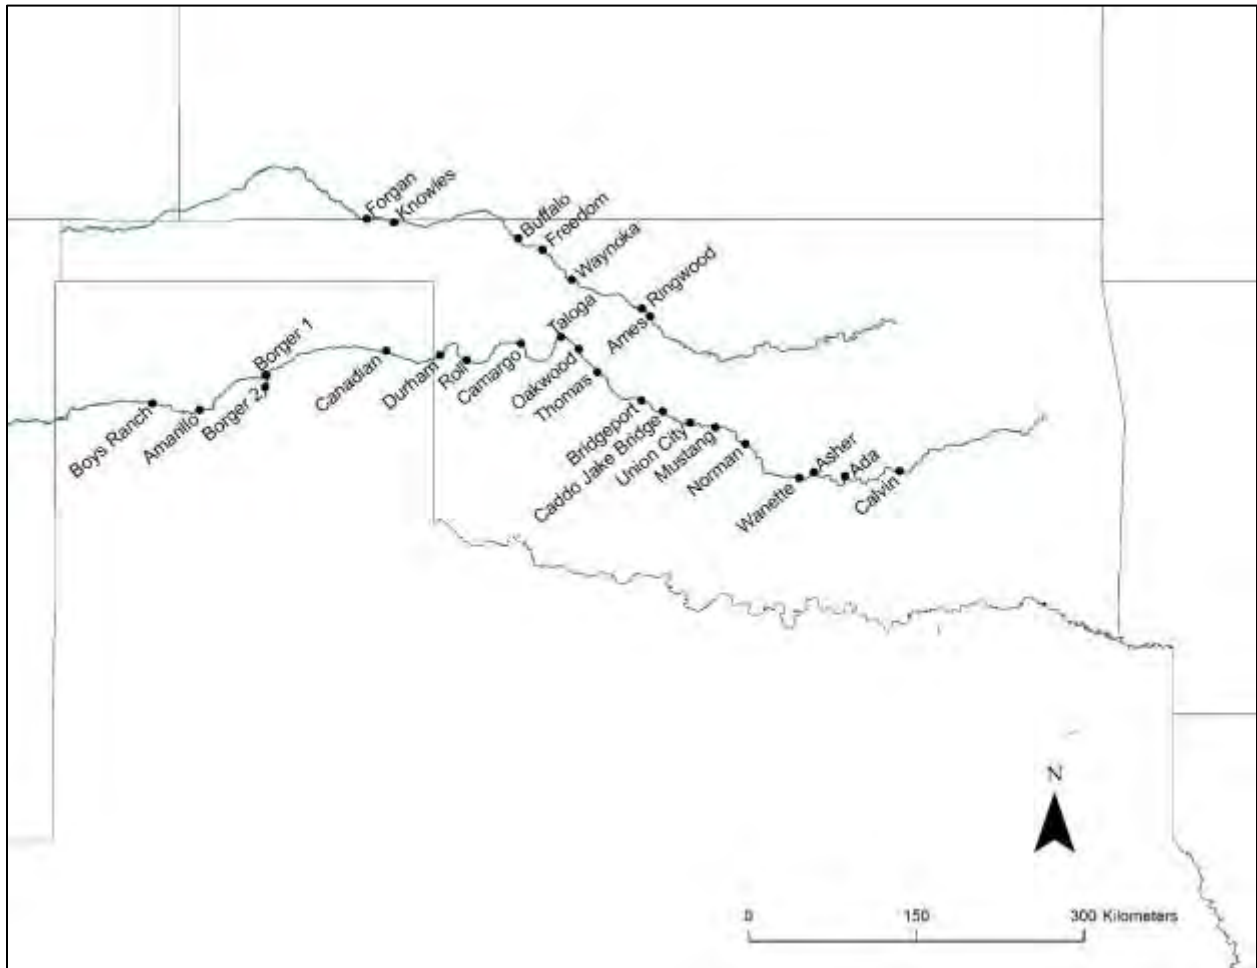 Forgan
Knowles
Buffalo
Freedom
Waynoka
Ringwood
Ames
Taloga
Borger 1
Canadian
Durham
Roll
Camargo
Oakwood
Thomas
Boys Ranch
Amarillo
Borger 2
Bridgeport
Caddo Jake Bridge
Union City
Mustang
Norman
Wanette
Asher
Ada
Calvin
N
0 150 300 Kilometers